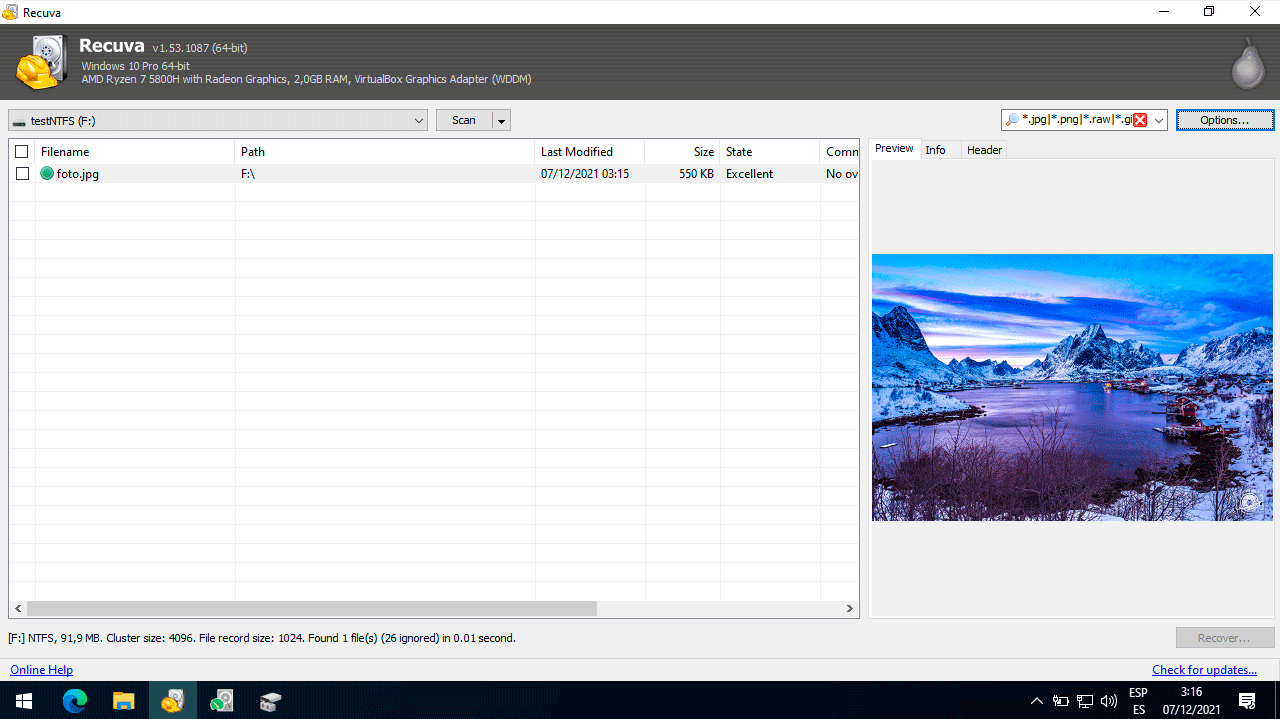 Recuva
Recuva v1.53.1087 (64-bit)
Windows 10 Pro 64-bit
AMD Ryzen 7 5800H with Radeon Graphics, 2,0GB RAM, VirtualBox Graphics Adapter (WDDM)
testNTFS (F:)
Scan
*.jpg|*.png|*.raw|*.gi
Options...
Filename Path Last Modified Size State Comm
foto.jpg F:\ 07/12/2021 03:15 550 KB Excellent No ov
Preview Info Header
[F:] NTFS, 91,9 MB. Cluster size: 4096. File record size: 1024. Found 1 file(s) (26 ignored) in 0.01 second.
Recover...
Online Help
Check for updates...
ESP
ES
3:16
07/12/2021